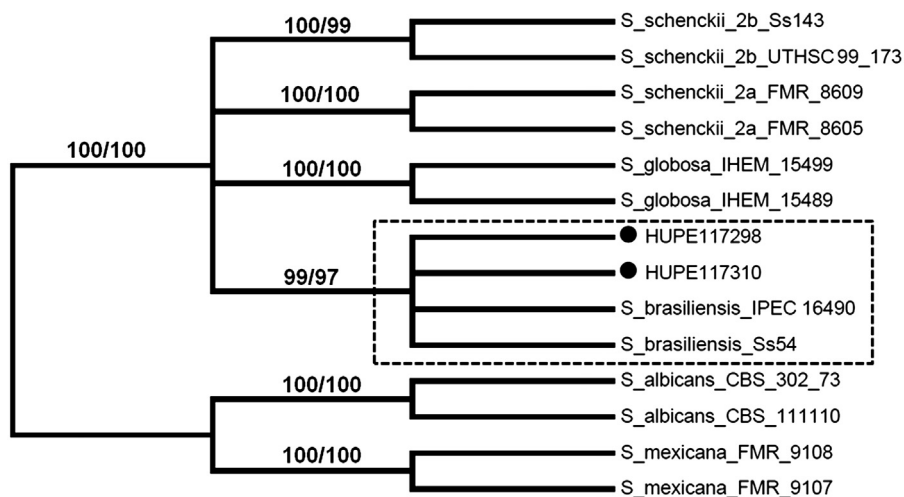 100/99
S_schenckii_2b_Ss143
S_schenckii_2b_UTHSC 99_173
100/100
S_schenckii_2a_FMR_8609
S_schenckii_2a_FMR_8605
100/100
100/100
S_globosa_IHEM_15499
S_globosa_IHEM_15489
99/97
HUPE117298
HUPE117310
S_brasiliensis_IPEC 16490
S_brasiliensis_Ss54
100/100
S_albicans_CBS_302_73
S_albicans_CBS_111110
100/100
S_mexicana_FMR_9108
S_mexicana_FMR_9107